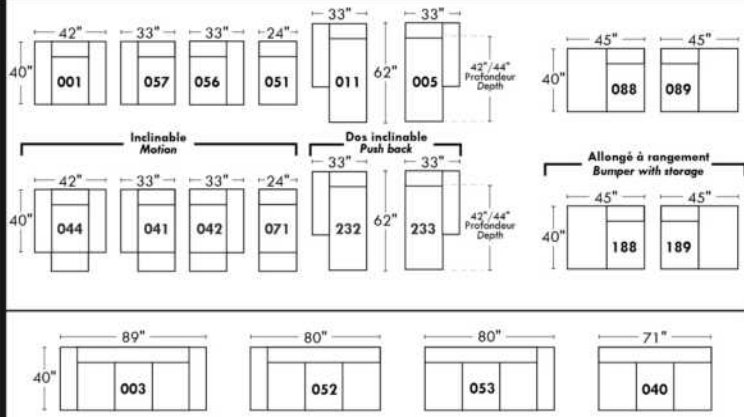 42" 33" 33" 24" 33" 33" 45" 45"
40" 001 057 056 051 011 62" 005 42"/44" Profondeur Depth 40" 088 089
Inclinable
Motion
Dos inclinable
Push back
Allongé à rangement
Bumper with storage
42" 33" 33" 24" 33" 33" 45" 45"
40" 044 041 042 071 232 62" 233 42"/44" Profondeur Depth 40" 188 189
89" 80" 80" 71"
40" 003 052 053 040